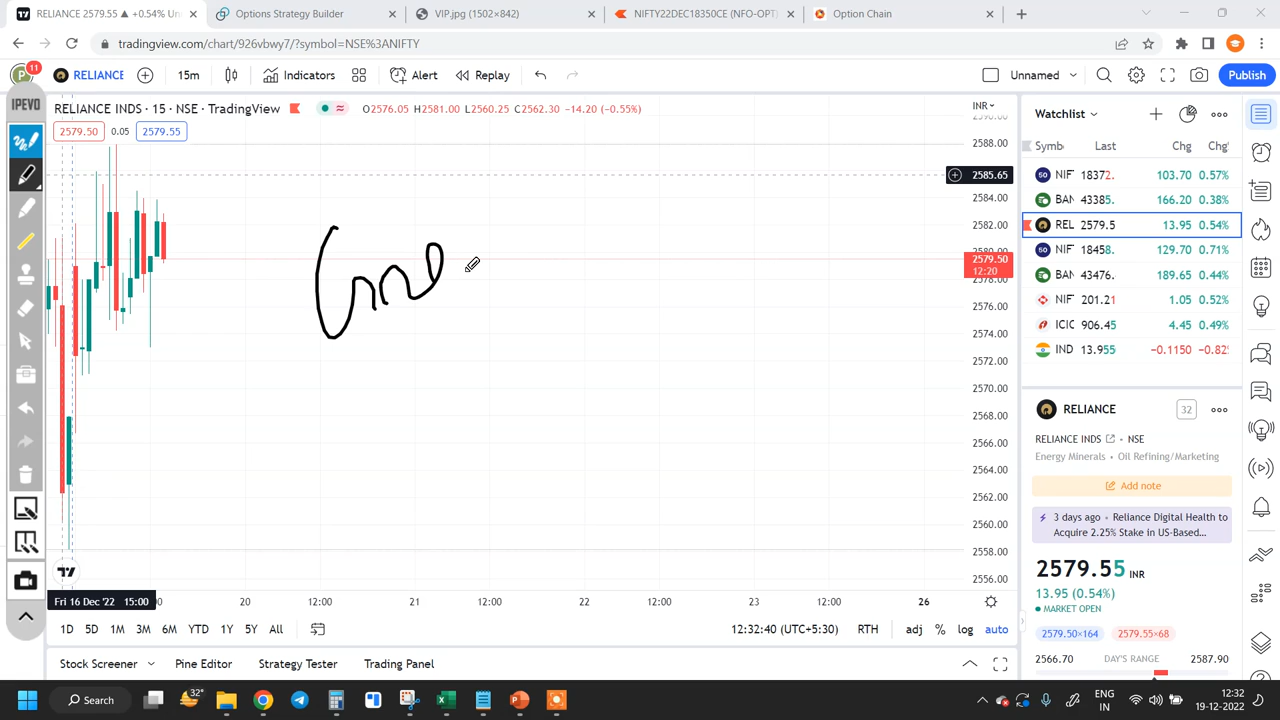 RELIANCE 2579.55 ▲ +0.54% Un
Options Strategy Builder
VIP.jpg (1502×842)
NIFTY22DEC18350CE (NFO-OPT
Option Chain
tradingview.com/chart/926vbwy7/?symbol=NSE%3ANIFTY
P 11
RELIANCE
15m
Indicators
Alert
Replay
Unnamed
Publish
IPEVO
RELIANCE INDS · 15 · NSE · TradingView
O2576.05 H2581.00 L2560.25 C2562.30 −14.20 (−0.55%)
2579.50 0.05 2579.55
INR
2590.00
2588.00
2585.65
2584.00
2582.00
2580.00
2579.50
12:20
2578.00
2576.00
2574.00
2572.00
2570.00
2568.00
2566.00
2564.00
2562.00
2560.00
2558.00
2556.00
Fri 16 Dec '22 15:00
20 12:00 21 12:00 22 12:00 23 12:00 26
1D 5D 1M 3M 6M YTD 1Y 5Y All
12:32:40 (UTC+5:30) RTH adj % log auto
Stock Screener Pine Editor Strategy Tester Trading Panel
Watchlist
Symb Last Chg Chg%
50 NIF 18372. 103.70 0.57%
BAN 43385. 166.20 0.38%
REL 2579.5 13.95 0.54%
50 NIF 18458. 129.70 0.71%
BAN 43476. 189.65 0.44%
NIF 201.21 1.05 0.52%
ICIC 906.45 4.45 0.49%
IND 13.955 −0.1150 −0.82%
RELIANCE
32
RELIANCE INDS · NSE
Energy Minerals • Oil Refining/Marketing
Add note
3 days ago • Reliance Digital Health to
Acquire 2.25% Stake in US-Based...
2579.55 INR
13.95 (0.54%)
MARKET OPEN
2579.50×164 2579.55×68
2566.70 DAY'S RANGE 2587.90
Search
32°
ENG
IN
12:32
19-12-2022